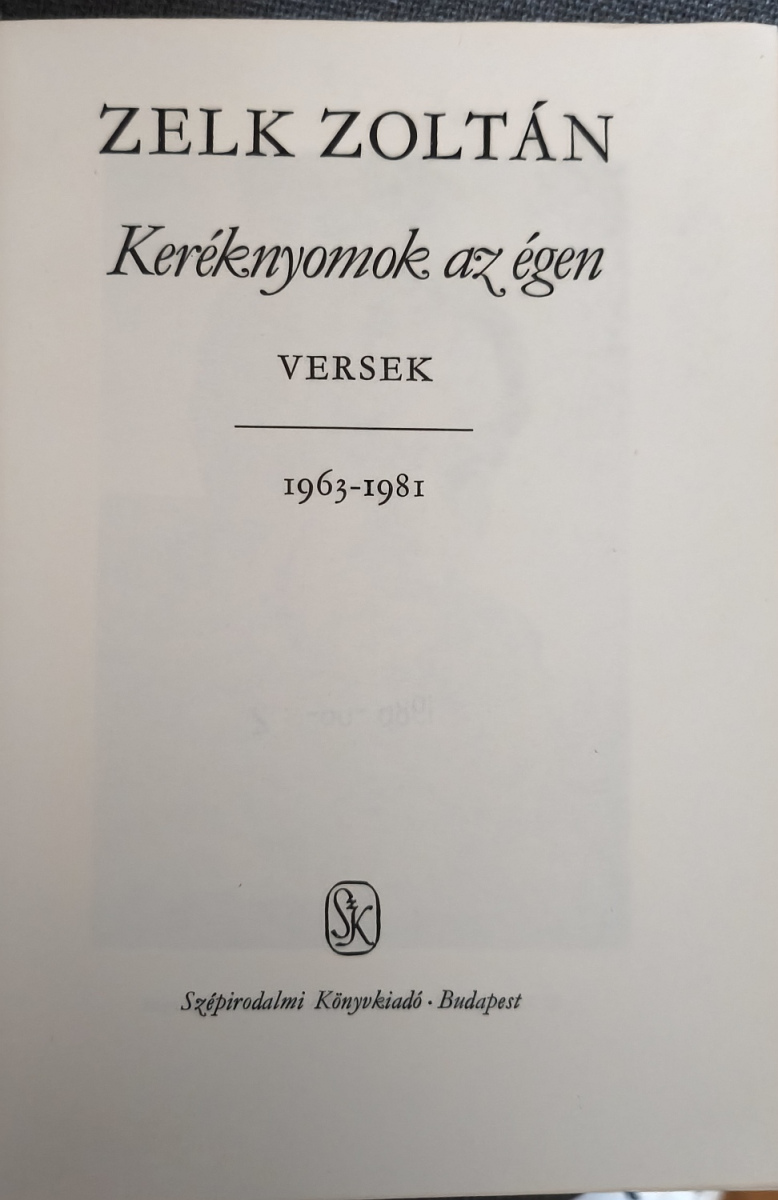 ZELK ZOLTÁN
Keréknyomok az égen
VERSEK
1963-1981
SzK
Szépirodalmi Könyvkiadó · Budapest